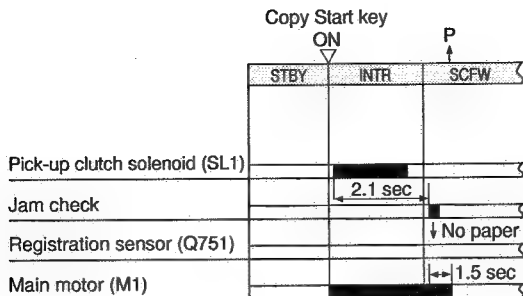 Copy Start key
ON
P
STBY INTR SCFW
Pick-up clutch solenoid (SL1)
2.1 sec
Jam check
No paper
Registration sensor (Q751)
1.5 sec
Main motor (M1)